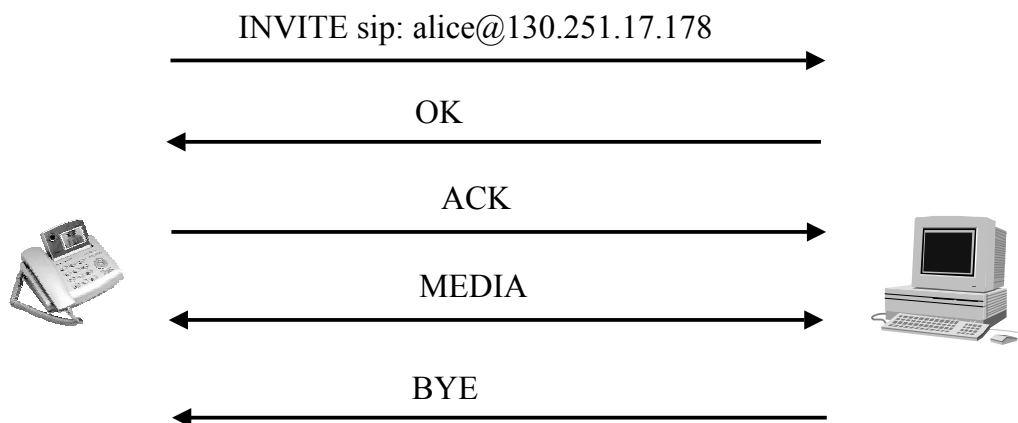 INVITE sip: alice@130.251.17.178
OK
ACK
MEDIA
BYE